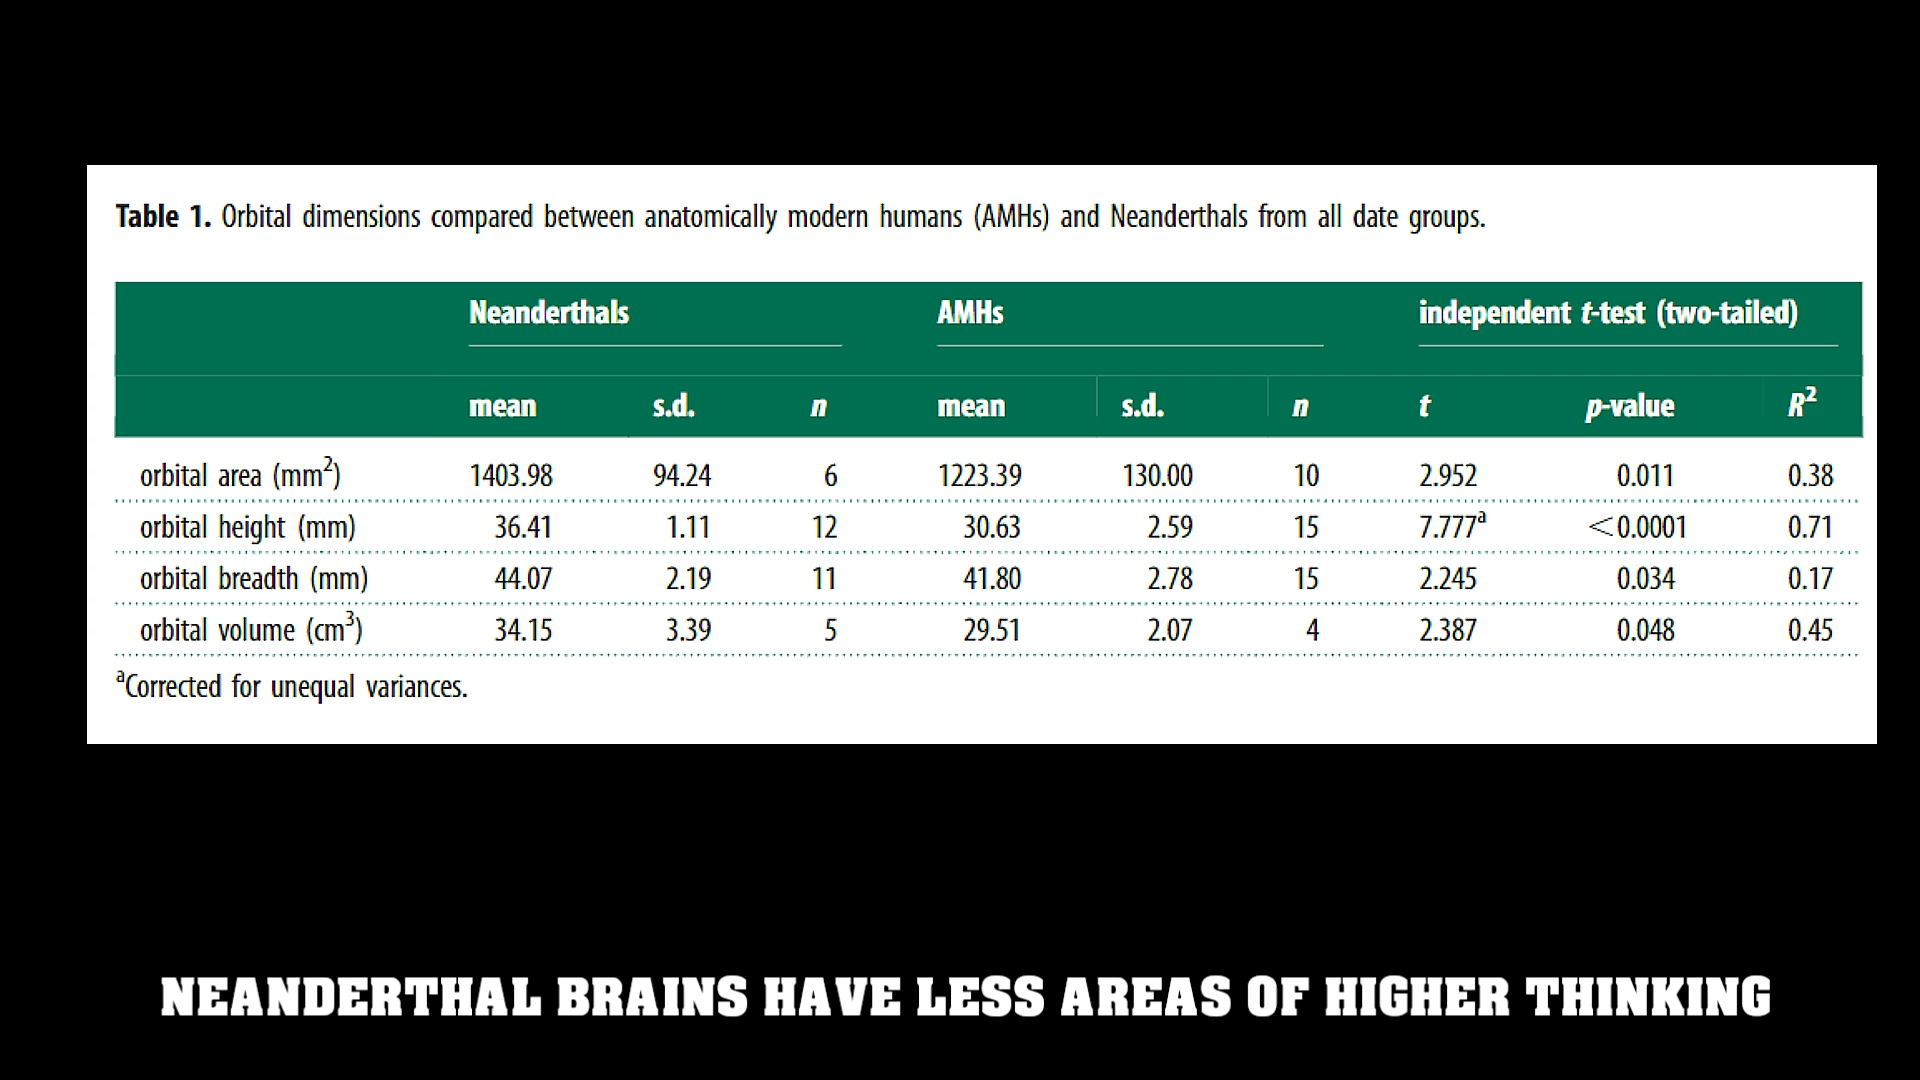 Table 1. Orbital dimensions compared between anatomically modern humans (AMHs) and Neanderthals from all date groups.
Neanderthals AMHs independent t-test (two-tailed)
mean s.d. n mean s.d. n t p-value R²
orbital area (mm²) 1403.98 94.24 6 1223.39 130.00 10 2.952 0.011 0.38
orbital height (mm) 36.41 1.11 12 30.63 2.59 15 7.777ᵃ <0.0001 0.71
orbital breadth (mm) 44.07 2.19 11 41.80 2.78 15 2.245 0.034 0.17
orbital volume (cm³) 34.15 3.39 5 29.51 2.07 4 2.387 0.048 0.45
ᵃCorrected for unequal variances.
NEANDERTHAL BRAINS HAVE LESS AREAS OF HIGHER THINKING